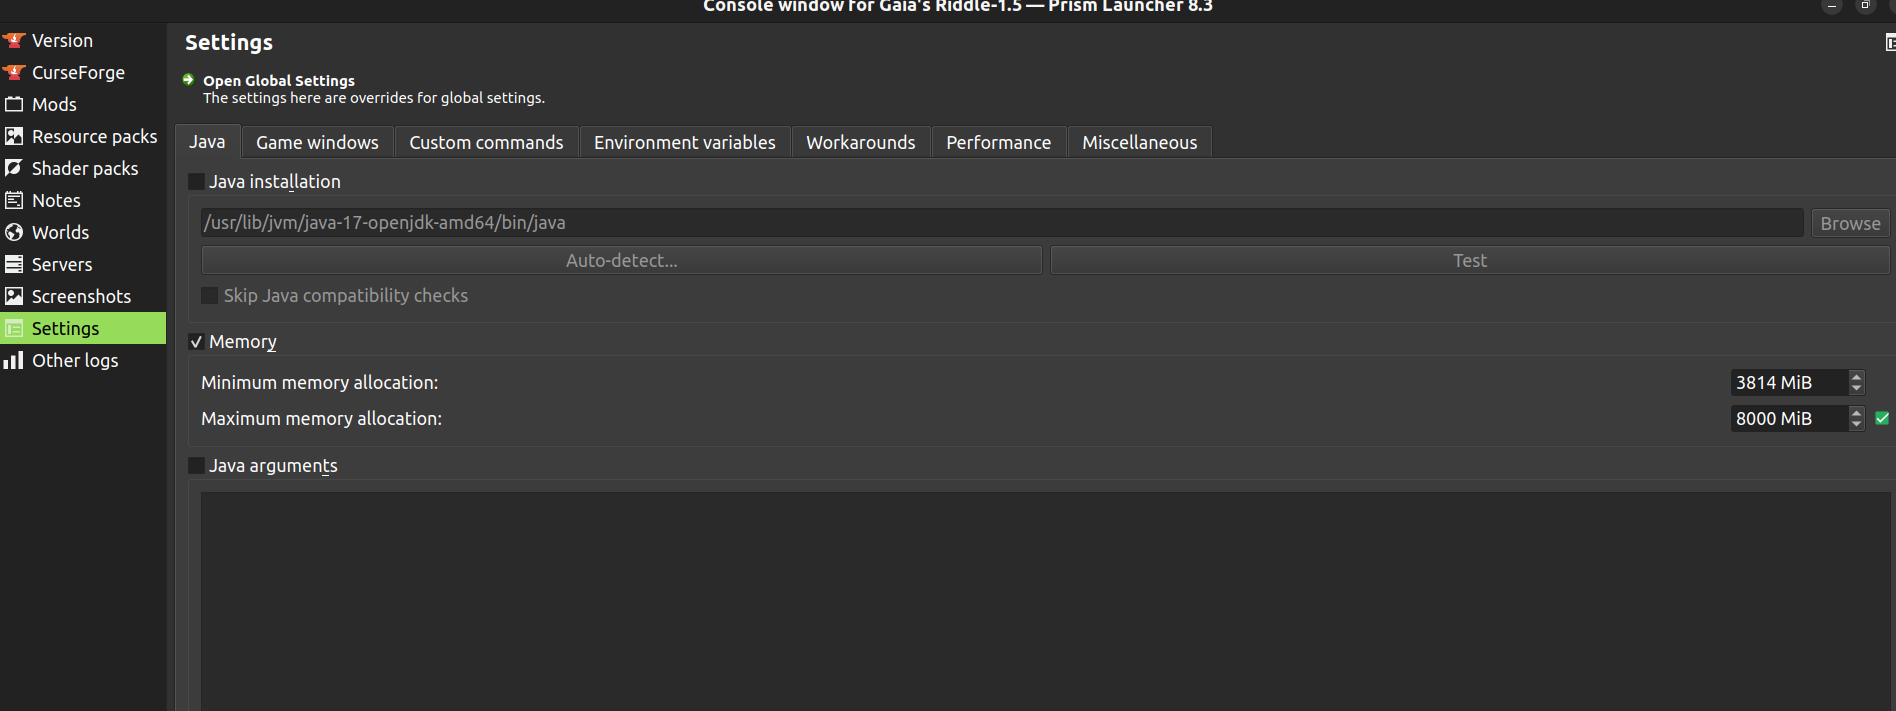 Console window for Gaia's Riddle-1.5 — Prism Launcher 8.3
Version
CurseForge
Mods
Resource packs
Shader packs
Notes
Worlds
Servers
Screenshots
Settings
Other logs
Settings
Open Global Settings
The settings here are overrides for global settings.
Java Game windows Custom commands Environment variables Workarounds Performance Miscellaneous
Java installation
/usr/lib/jvm/java-17-openjdk-amd64/bin/java Browse
Auto-detect... Test
Skip Java compatibility checks
Memory
Minimum memory allocation: 3814 MiB
Maximum memory allocation: 8000 MiB
Java arguments